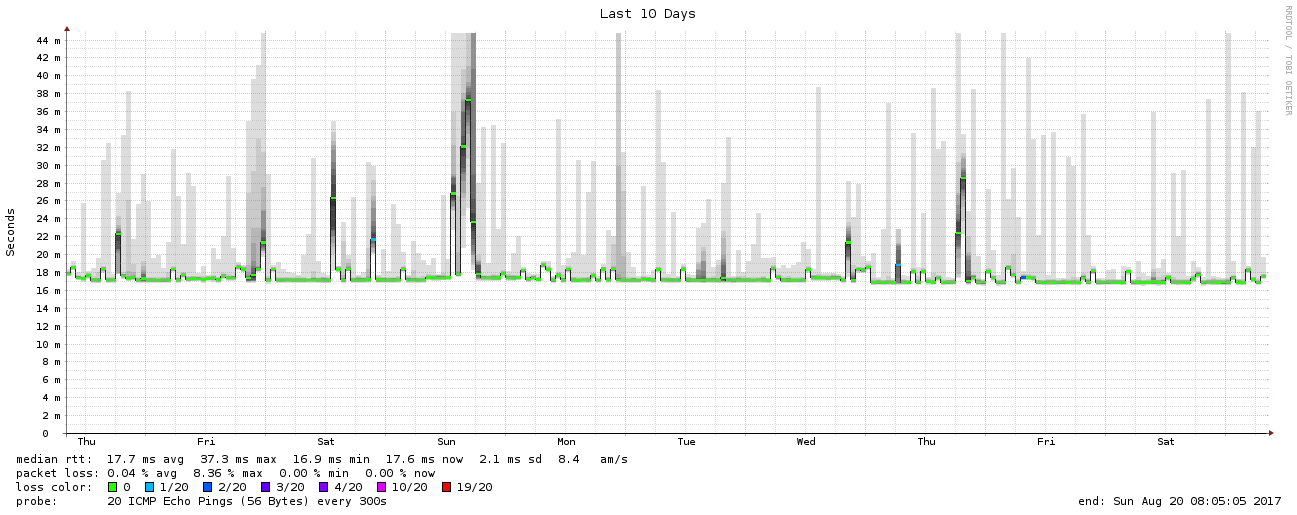 Last 10 Days
RRDTOOL / TOBI OETIKER
Seconds
44 m
42 m
40 m
38 m
36 m
34 m
32 m
30 m
28 m
26 m
24 m
22 m
20 m
18 m
16 m
14 m
12 m
10 m
8 m
6 m
4 m
2 m
0
Thu Fri Sat Sun Mon Tue Wed Thu Fri Sat
median rtt: 17.7 ms avg 37.3 ms max 16.9 ms min 17.6 ms now 2.1 ms sd 8.4 am/s
packet loss: 0.04 % avg 8.36 % max 0.00 % min 0.00 % now
loss color: 0 1/20 2/20 3/20 4/20 10/20 19/20
probe: 20 ICMP Echo Pings (56 Bytes) every 300s
end: Sun Aug 20 08:05:05 2017